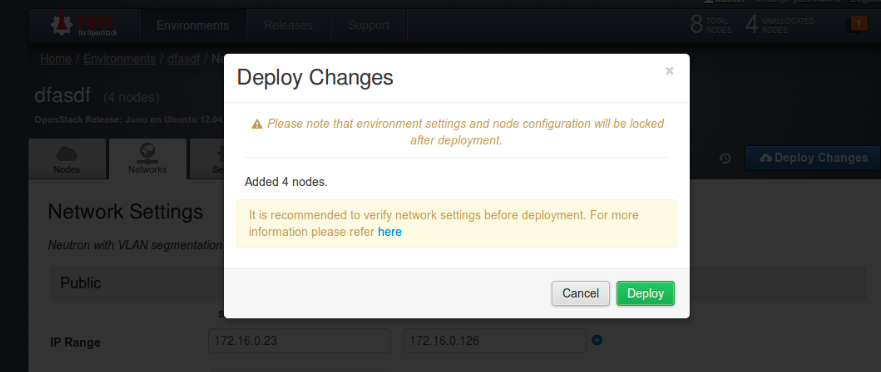 FUEL
for OpenStack
Environments
Releases
Support
8 TOTAL NODES
4 UNALLOCATED NODES
1
Home / Environments / dfasdf / Ne
dfasdf (4 nodes)
OpenStack Release: Juno on Ubuntu 12.04
Nodes
Networks
Deploy Changes
Network Settings
Neutron with VLAN segmentation
Public
IP Range
172.16.0.23
172.16.0.126
Deploy Changes
×
Please note that environment settings and node configuration will be locked
after deployment.
Added 4 nodes.
It is recommended to verify network settings before deployment. For more
information please refer here
Cancel
Deploy